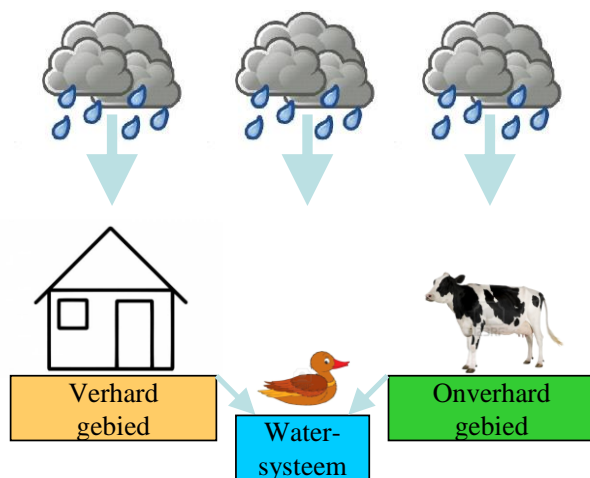 Verhard
gebied
Water-
systeem
Onverhard
gebied